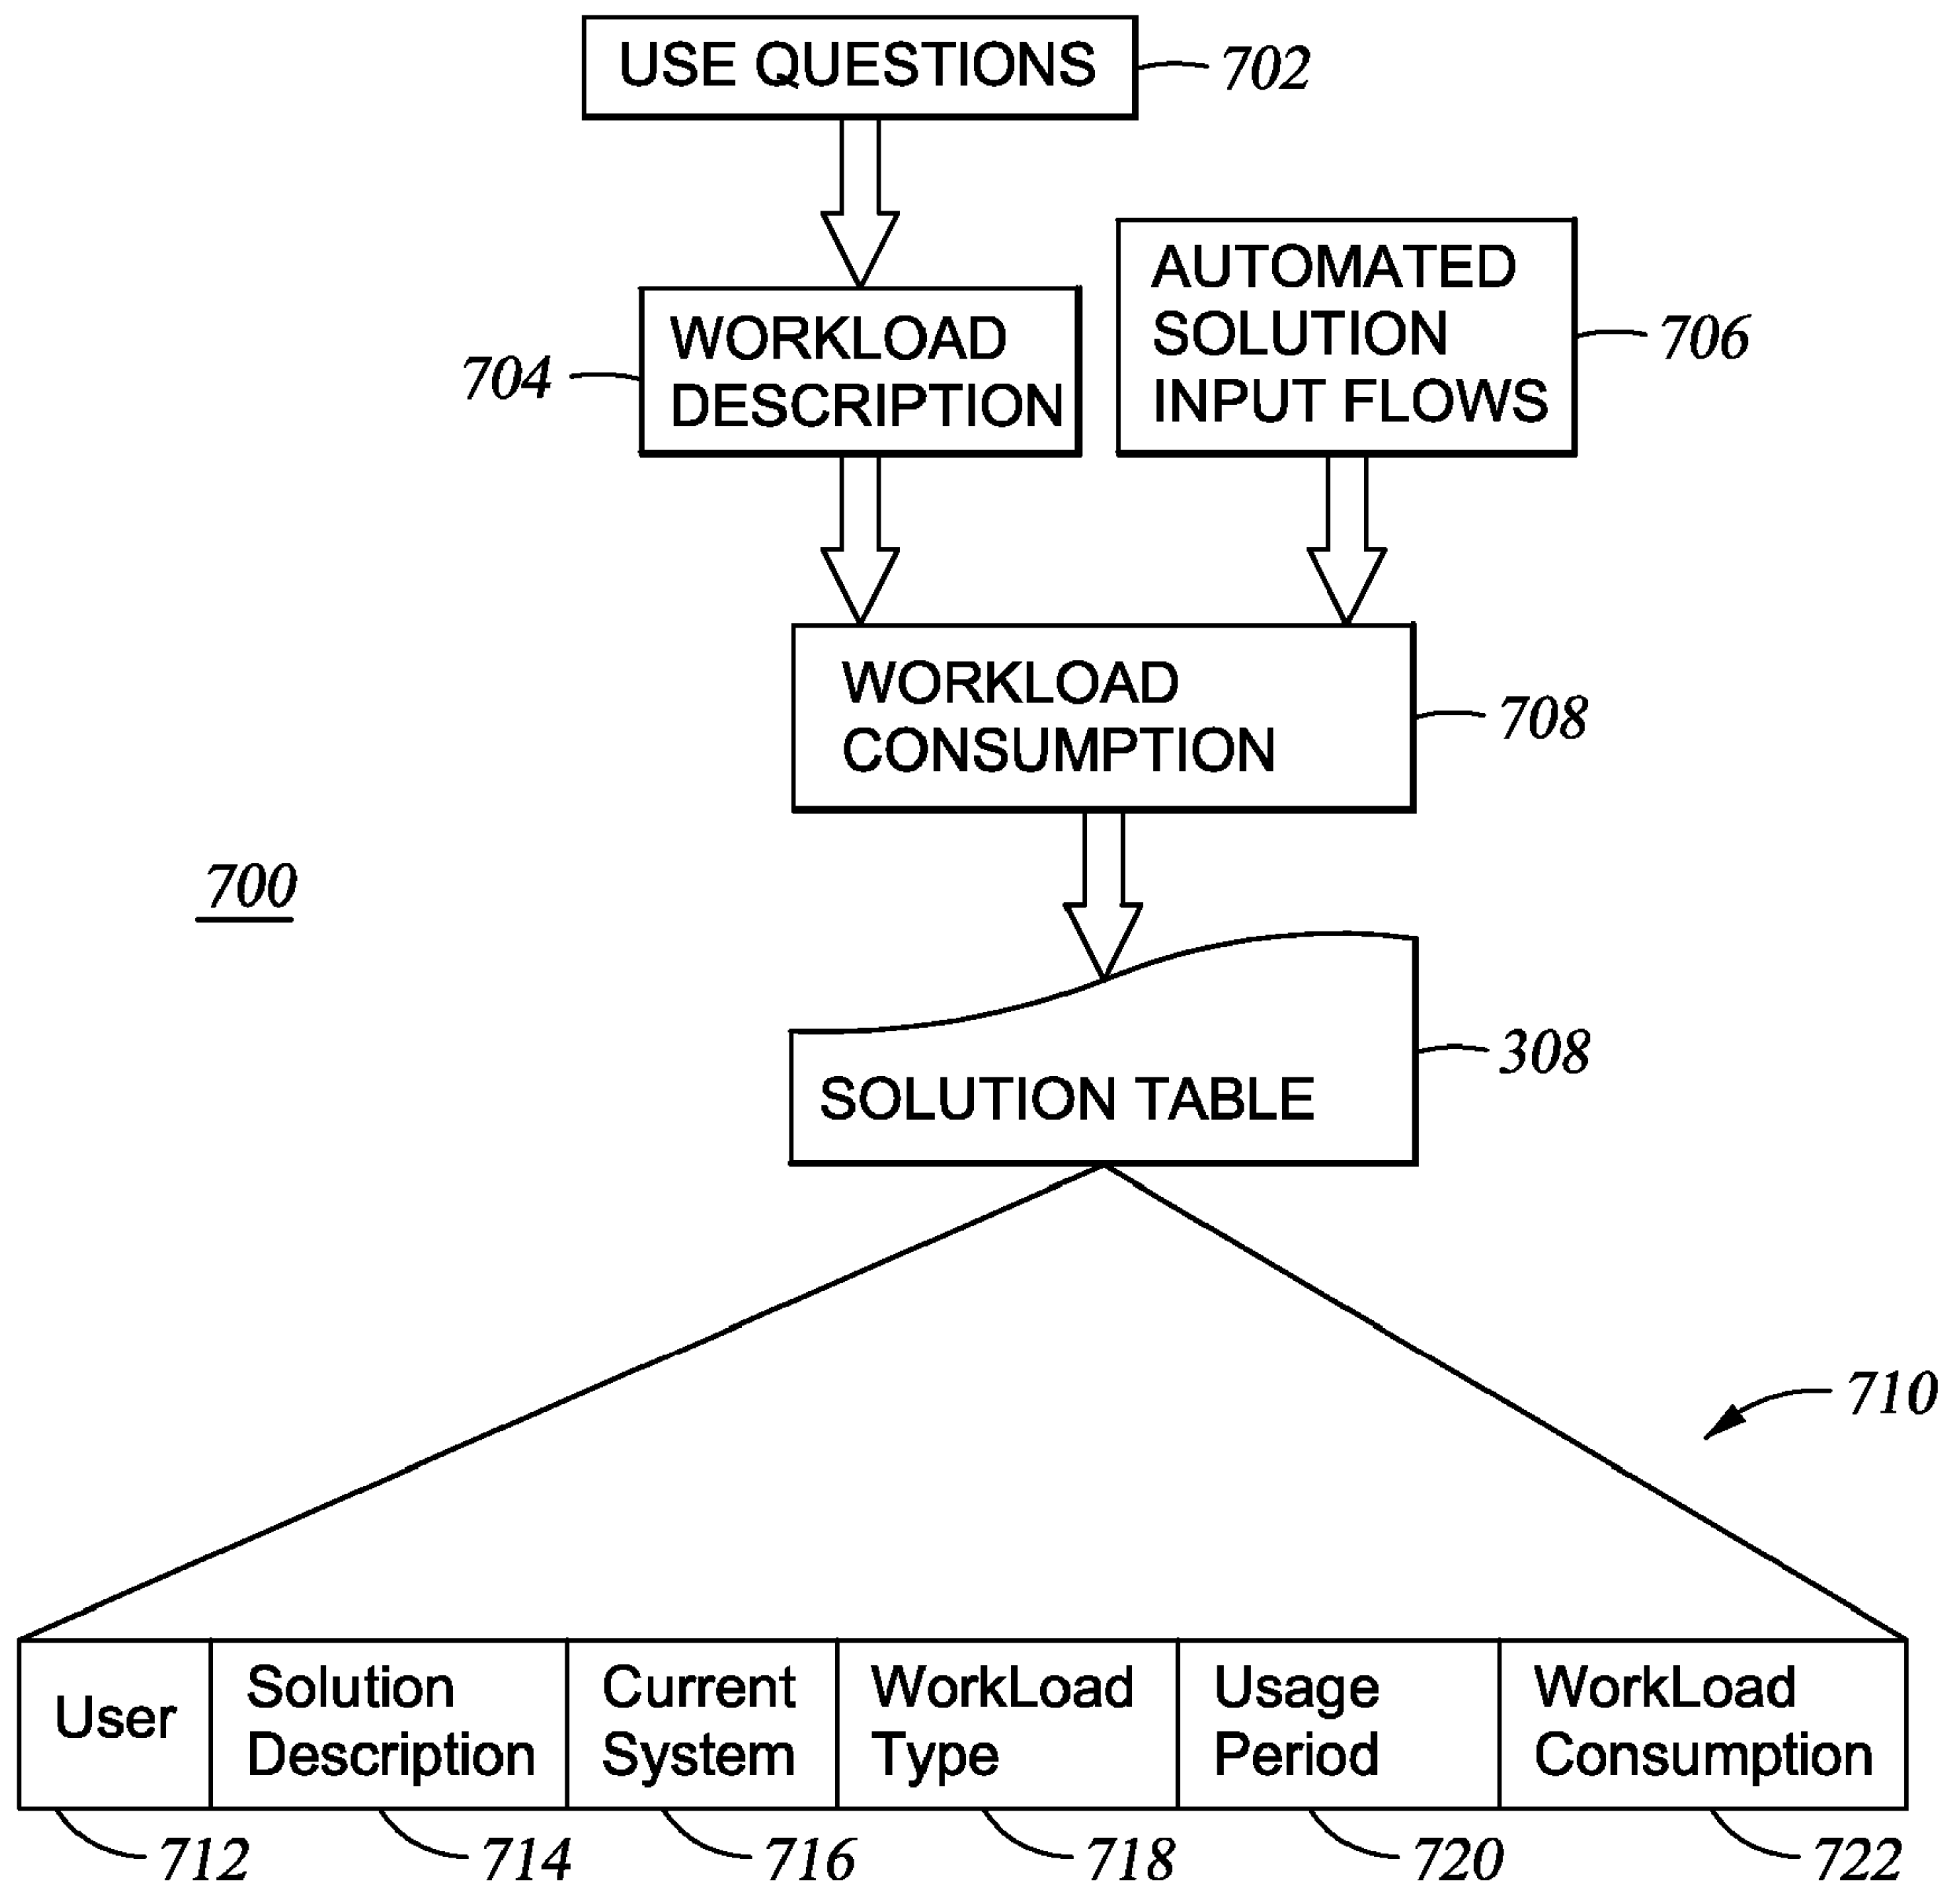 USE QUESTIONS
702
WORKLOAD
DESCRIPTION
704
AUTOMATED
SOLUTION
INPUT FLOWS
706
WORKLOAD
CONSUMPTION
708
700
SOLUTION TABLE
308
710
User
Solution
Description
Current
System
WorkLoad
Type
Usage
Period
WorkLoad
Consumption
712
714
716
718
720
722